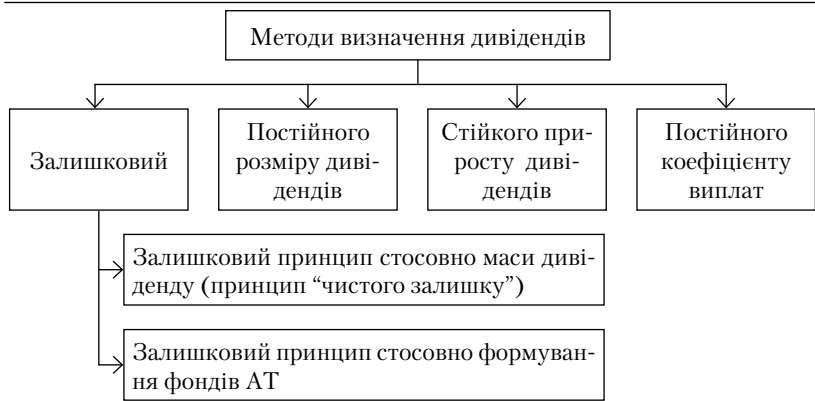 Методи визначення дивідендів
Залишковий
Постійного
розміру диві-
дендів
Стійкого при-
росту диві-
дендів
Постійного
коефіцієнту
виплат
Залишковий принцип стосовно маси диві-
денду (принцип “чистого залишку”)
Залишковий принцип стосовно формуван-
ня фондів АТ